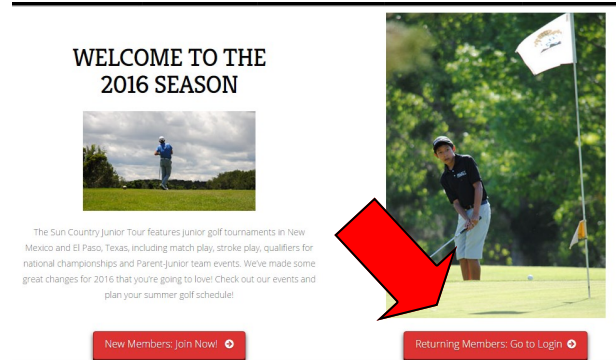 WELCOME TO THE
2016 SEASON
The Sun Country Junior Tour features junior golf tournaments in New
Mexico and El Paso, Texas, including match play, stroke play, qualifiers for
national championships and Parent-Junior team events. We've made some
great changes for 2016 that you're going to love! Check out our events and
plan your summer golf schedule!
New Members: Join Now!
Returning Members: Go to Login